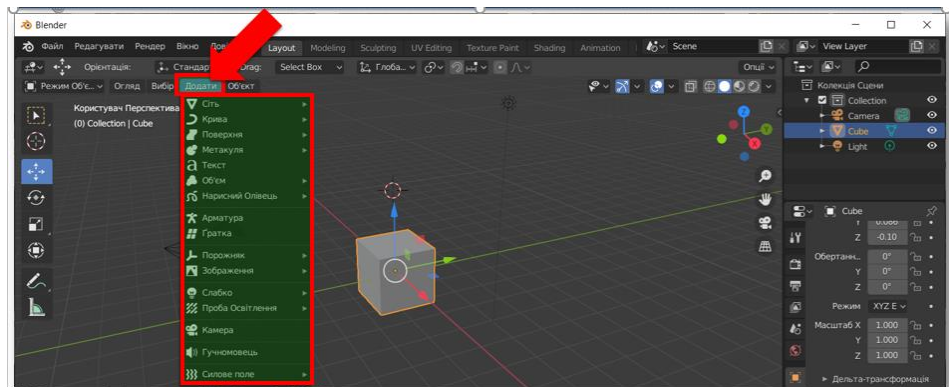 Blender
Файл Редагувати Рендер Вікно Layout Modeling Sculpting UV Editing Texture Paint Shading Animation Scene View Layer
Орієнтація: Drag: Select Box Глоба... Опції
Режим Об'є... Огляд Вибір Додати Об'єкт
Користувач Перспектива
(0) Collection | Cube
Сіть
Крива
Поверхня
Метакуля
Текст
Об'єм
Нарисний Олівець
Арматура
Ґратка
Порожняк
Зображення
Слабко
Проба Освітлення
Камера
Гучномовець
Силове поле
Колекція Сцени
Collection
Camera
Cube
Light
Cube
Z -0.10
Обертанн... 0°
Y 0°
Z 0°
Режим XYZ E
Масштаб X 1.000
Y 1.000
Z 1.000
Дельта-трансформація